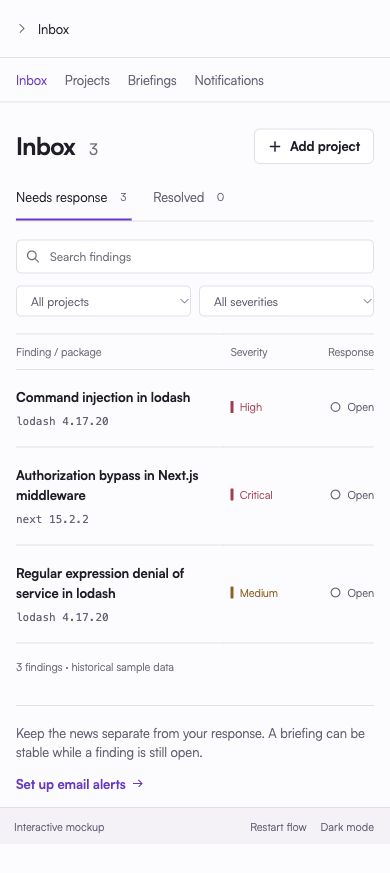 Inbox
Inbox Projects Briefings Notifications
Inbox 3
+ Add project
Needs response 3 Resolved 0
Search findings
All projects All severities
Finding / package Severity Response
Command injection in lodash
lodash 4.17.20
High Open
Authorization bypass in Next.js
middleware
next 15.2.2
Critical Open
Regular expression denial of
service in lodash
lodash 4.17.20
Medium Open
3 findings · historical sample data
Keep the news separate from your response. A briefing can be
stable while a finding is still open.
Set up email alerts →
Interactive mockup Restart flow Dark mode